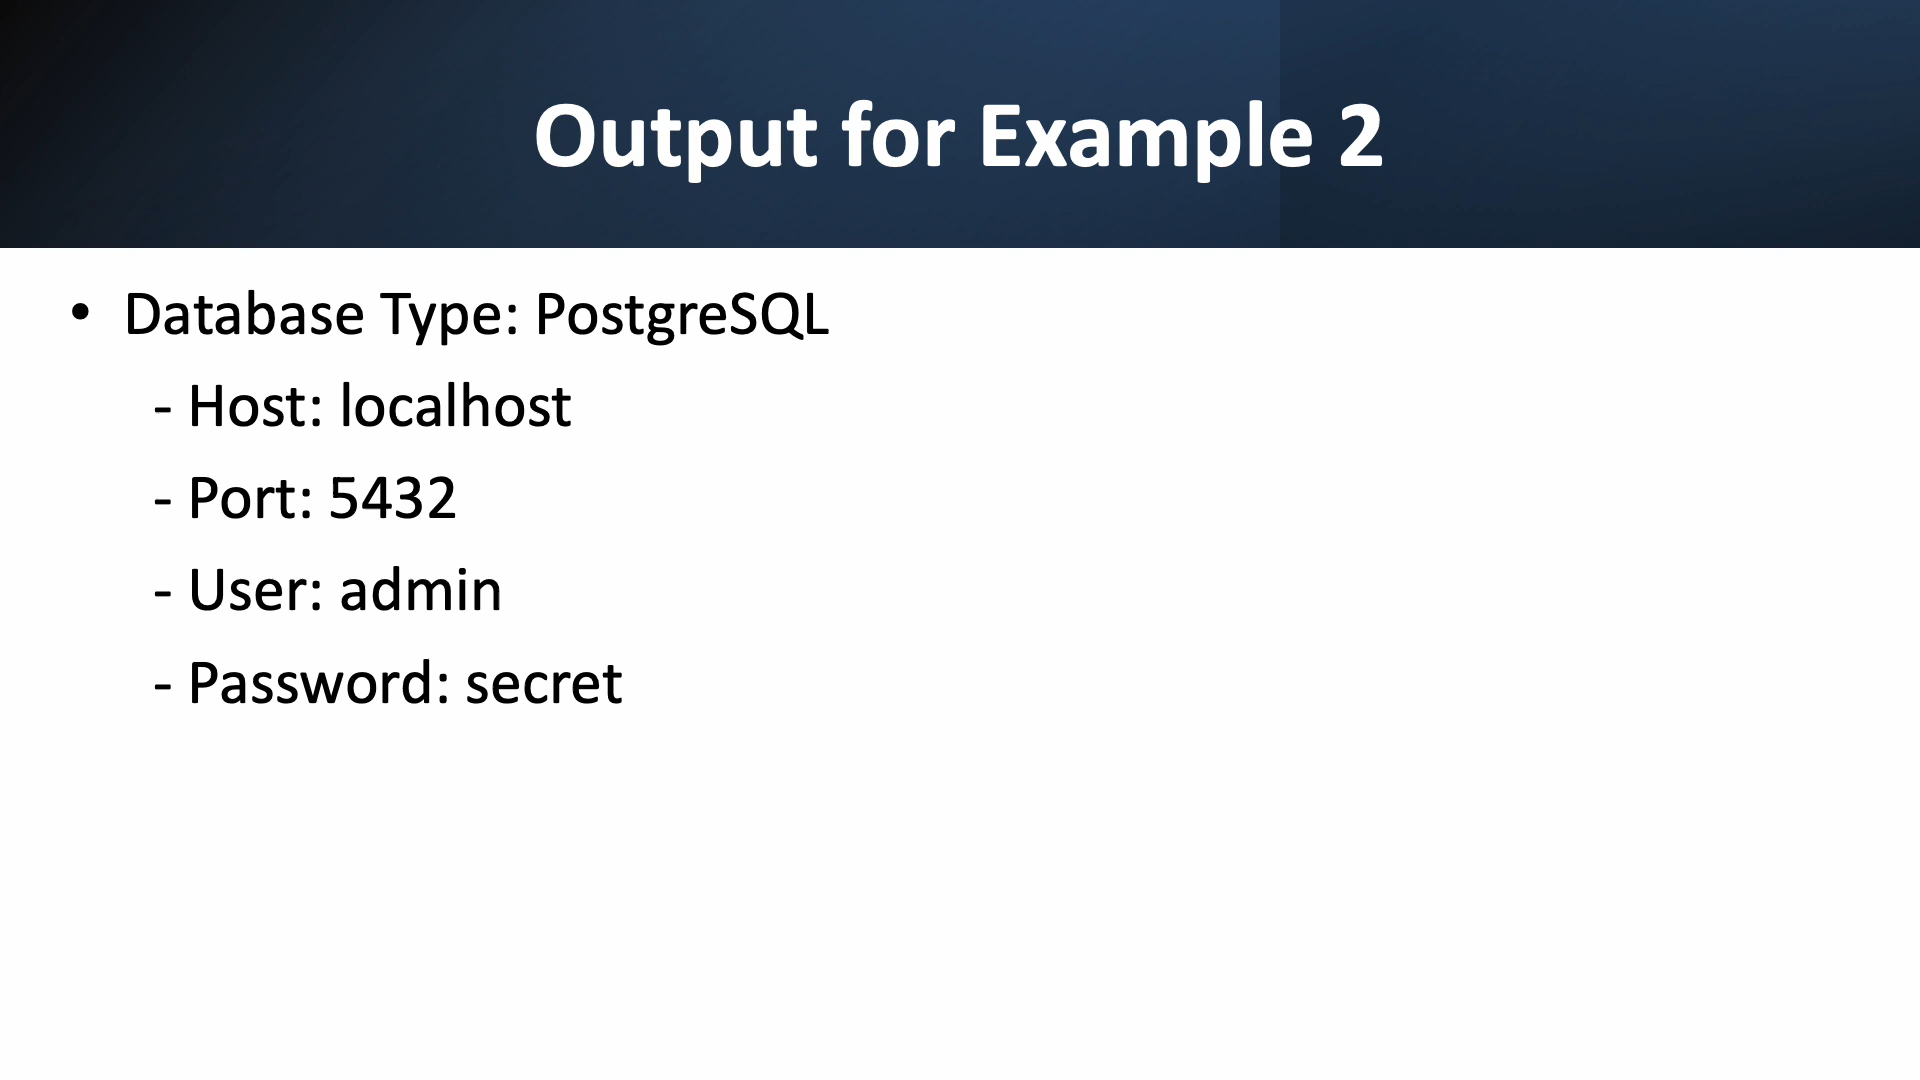 Output for Example 2
• Database Type: PostgreSQL
- Host: localhost
- Port: 5432
- User: admin
- Password: secret